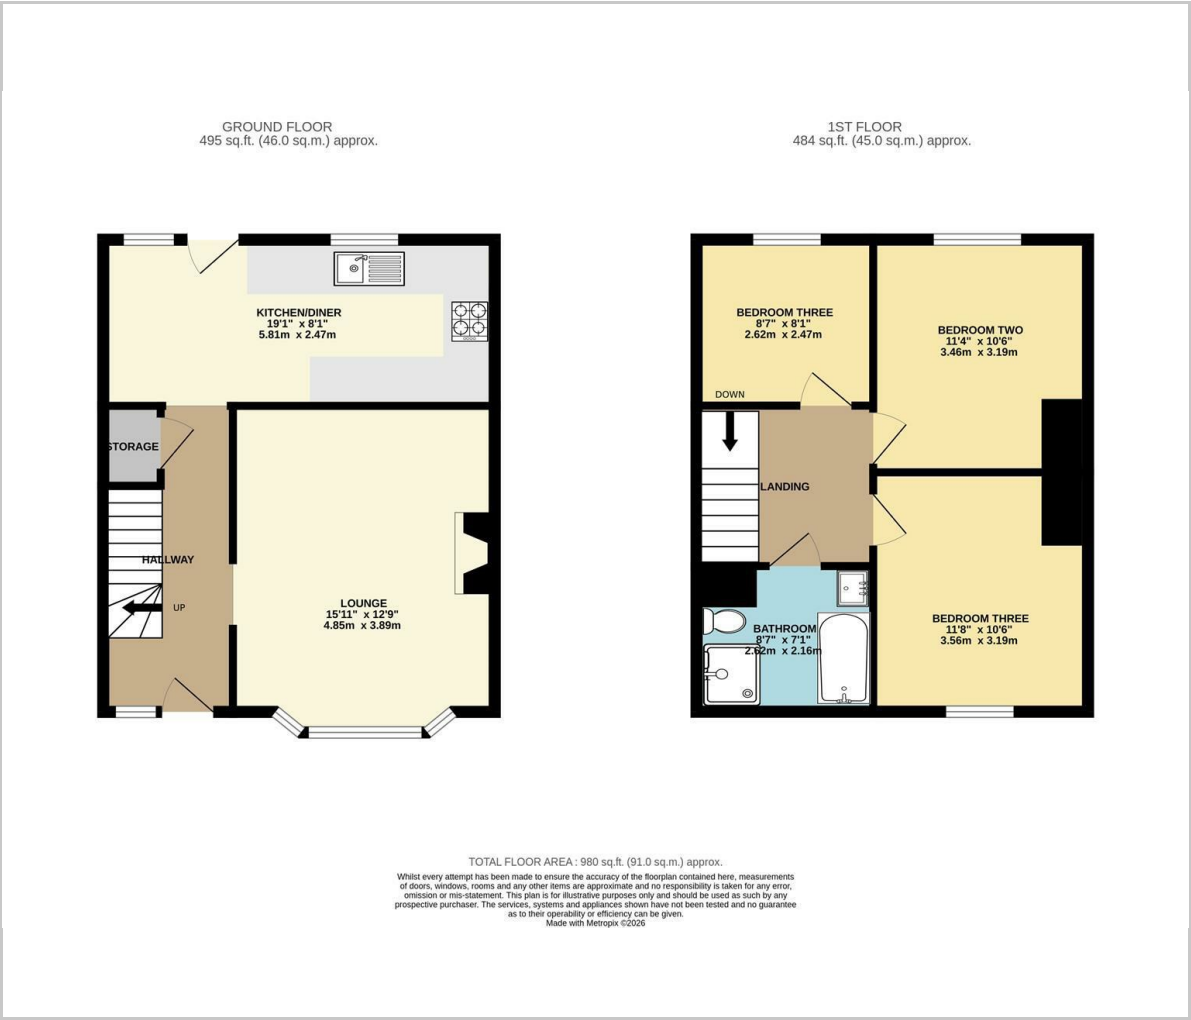 GROUND FLOOR
495 sq.ft. (46.0 sq.m.) approx.
1ST FLOOR
484 sq.ft. (45.0 sq.m.) approx.
KITCHEN/DINER
19'1" x 8'1"
5.81m x 2.47m
STORAGE
HALLWAY
UP
LOUNGE
15'11" x 12'9"
4.85m x 3.89m
BEDROOM THREE
8'7" x 8'1"
2.62m x 2.47m
BEDROOM TWO
11'4" x 10'6"
3.46m x 3.19m
DOWN
LANDING
BATHROOM
8'7" x 7'1"
2.62m x 2.16m
BEDROOM THREE
11'8" x 10'6"
3.56m x 3.19m
TOTAL FLOOR AREA : 980 sq.ft. (91.0 sq.m.) approx.
Whilst every attempt has been made to ensure the accuracy of the floorplan contained here, measurements
of doors, windows, rooms and any other items are approximate and no responsibility is taken for any error,
omission or mis-statement. This plan is for illustrative purposes only and should be used as such by any
prospective purchaser. The services, systems and appliances shown have not been tested and no guarantee
as to their operability or efficiency can be given.
Made with Metropix ©2026